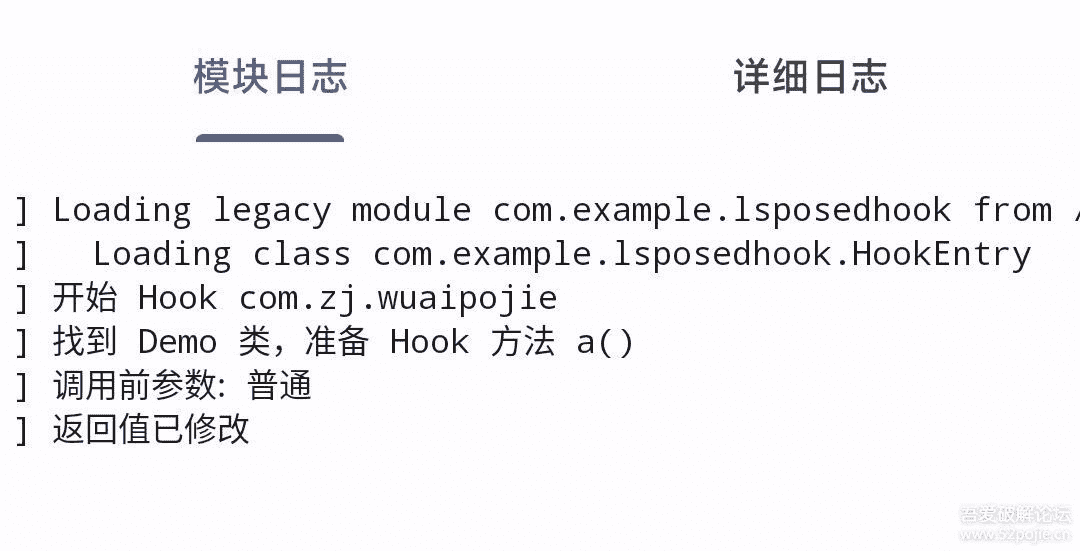 模块日志
详细日志
] Loading legacy module com.example.lsposedhook from /
]   Loading class com.example.lsposedhook.HookEntry
] 开始 Hook com.zj.wuaipojie
] 找到 Demo 类，准备 Hook 方法 a()
] 调用前参数: 普通
] 返回值已修改
吾爱破解论坛
www.52pojie.cn